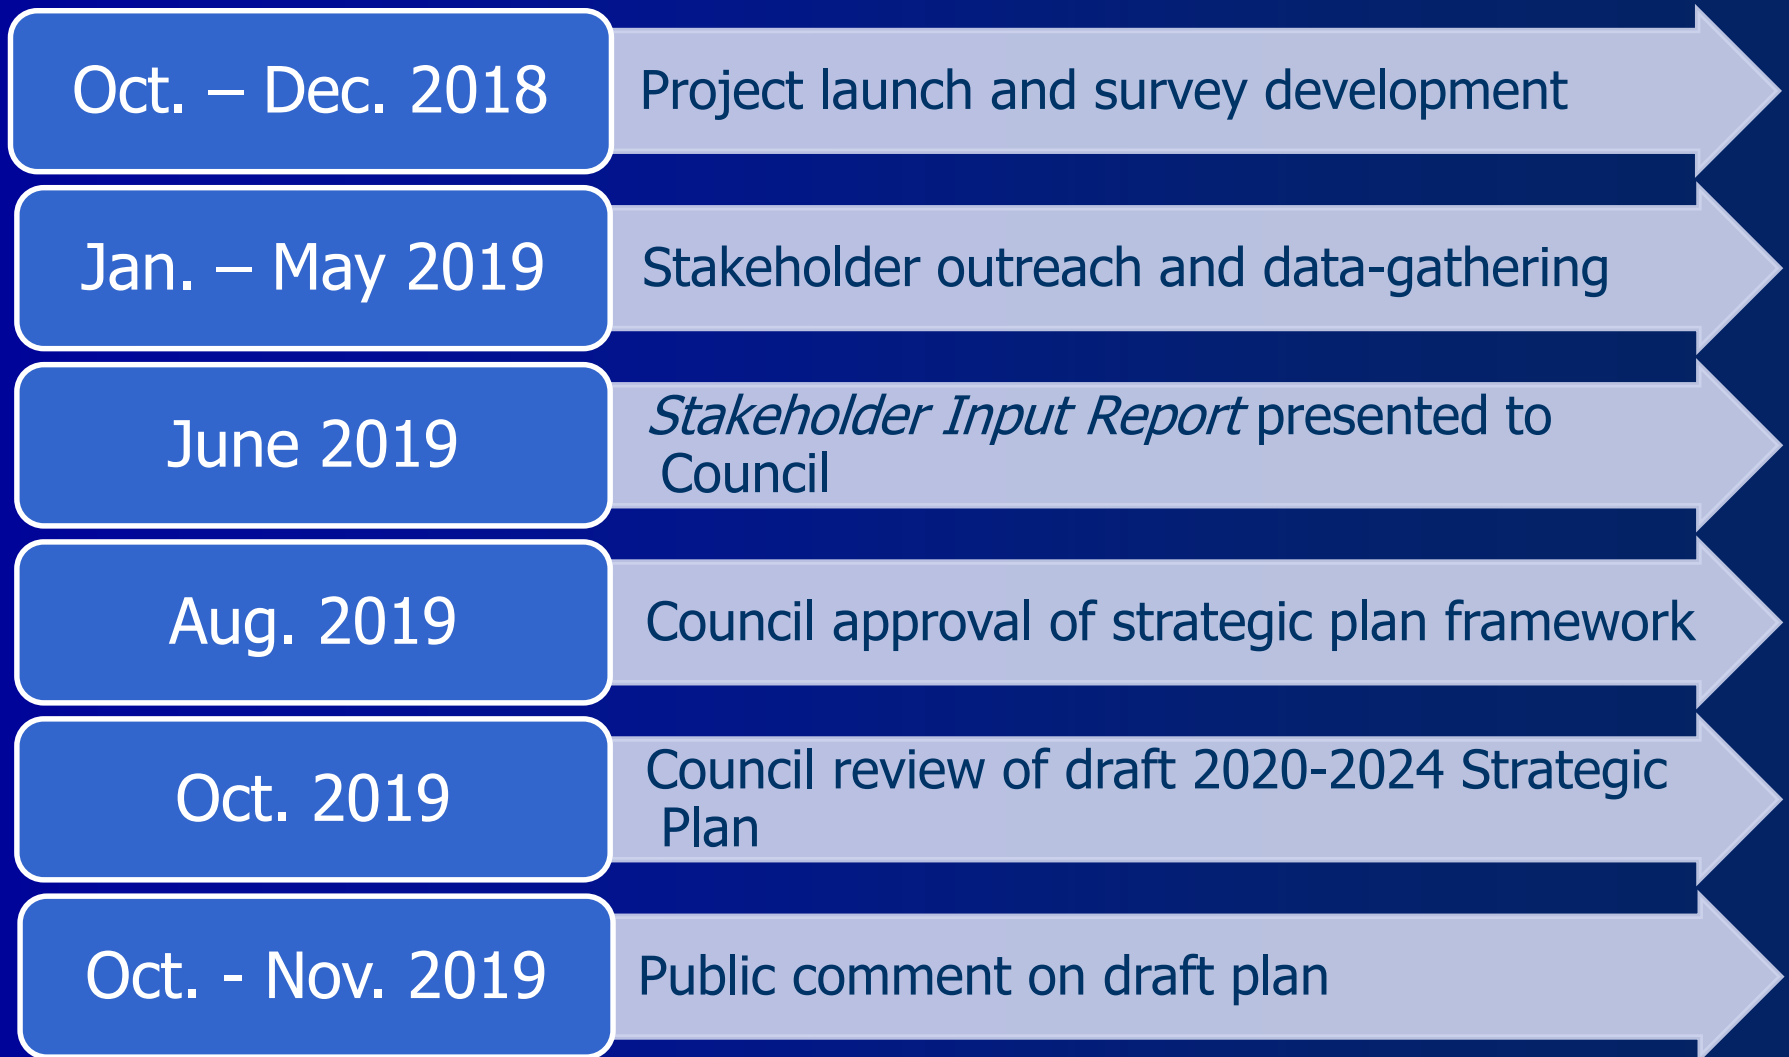 Oct. – Dec. 2018
Project launch and survey development
Jan. – May 2019
Stakeholder outreach and data-gathering
June 2019
Stakeholder Input Report presented to
Council
Aug. 2019
Council approval of strategic plan framework
Oct. 2019
Council review of draft 2020-2024 Strategic
Plan
Oct. - Nov. 2019
Public comment on draft plan